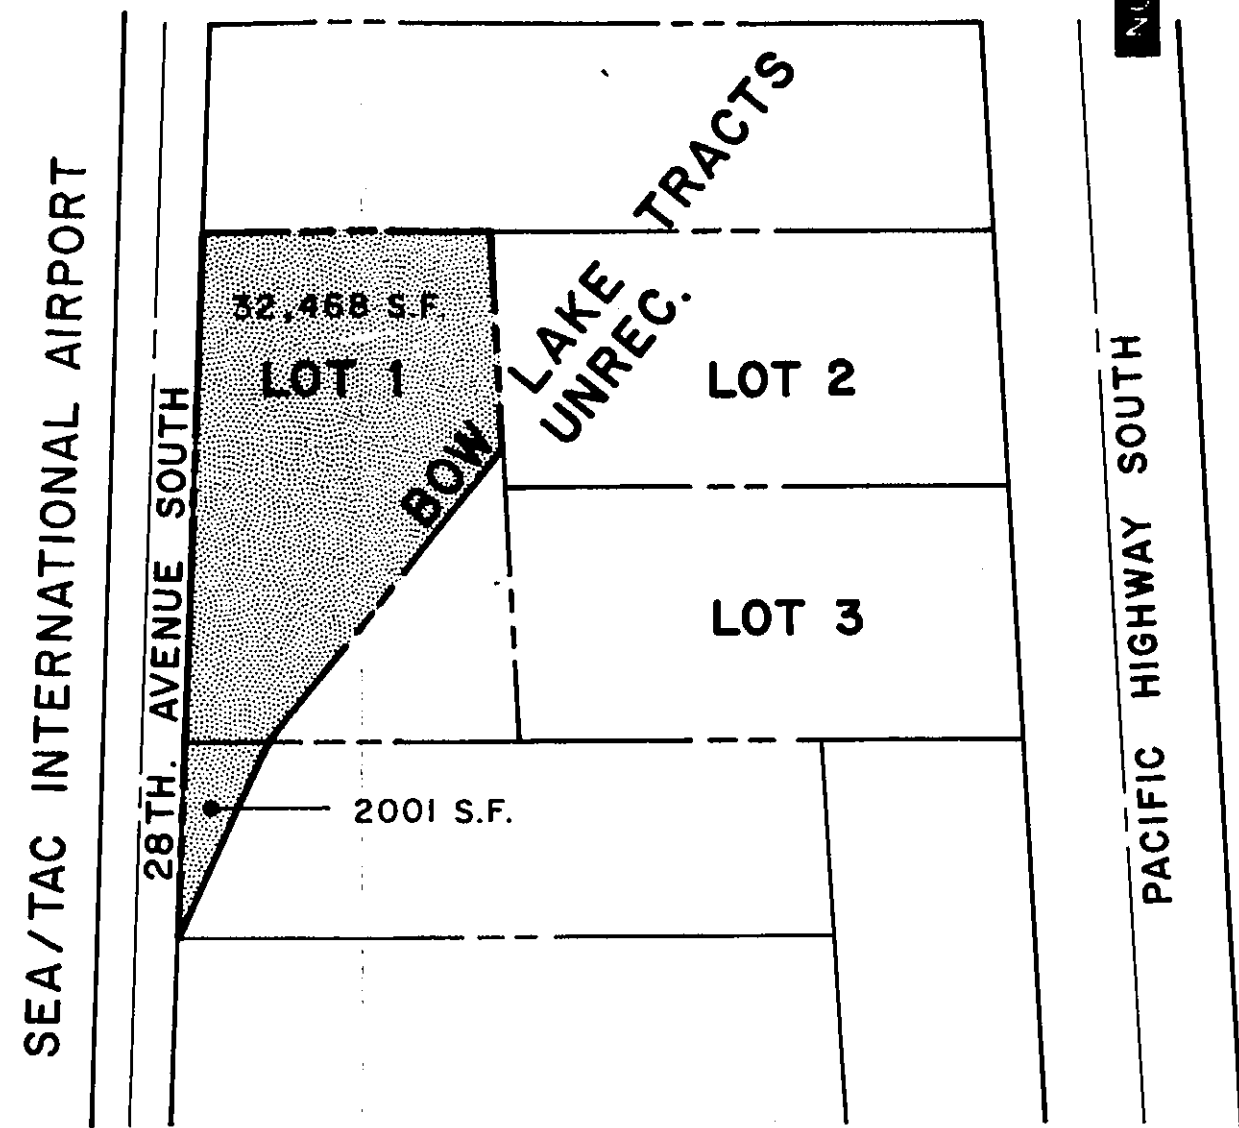 SEA/TAC INTERNATIONAL AIRPORT
28TH. AVENUE SOUTH
32,468 S.F.
LOT 1
BOW LAKE TRACTS
UNREC.
LOT 2
LOT 3
2001 S.F.
PACIFIC HIGHWAY SOUTH